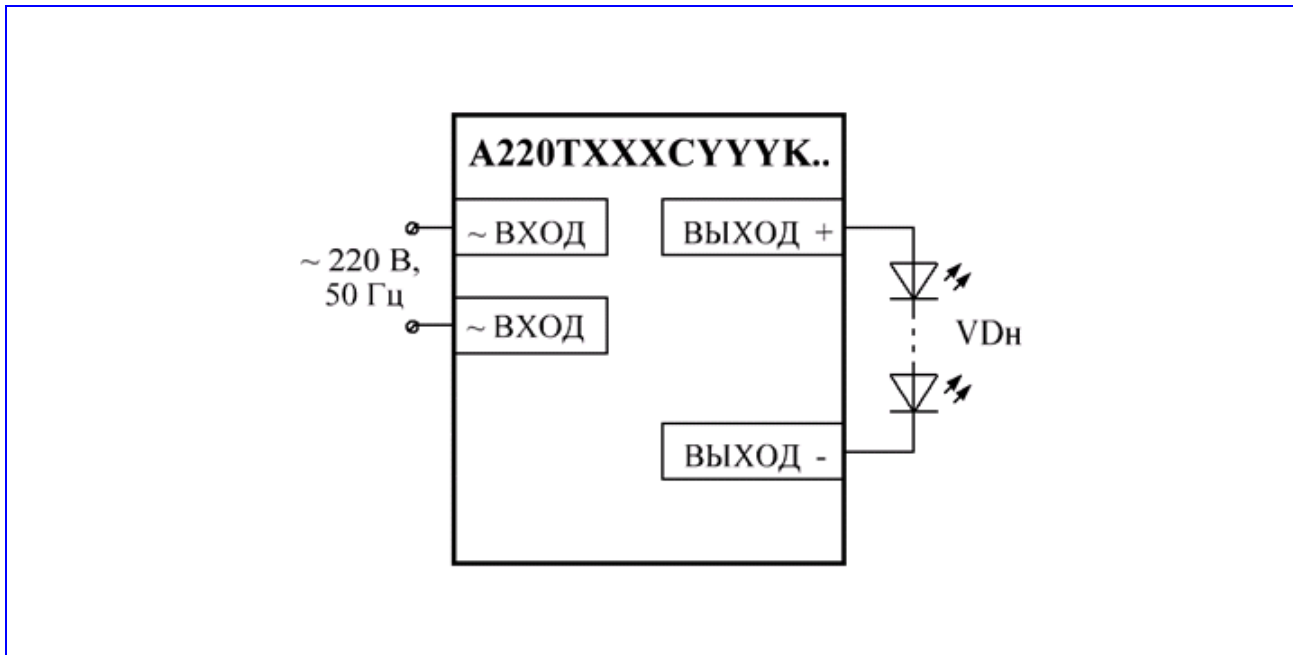 A220TXXXCYYYK..
~ ВХОД
ВЫХОД +
~ 220 В,
50 Гц
~ ВХОД
VDн
ВЫХОД -